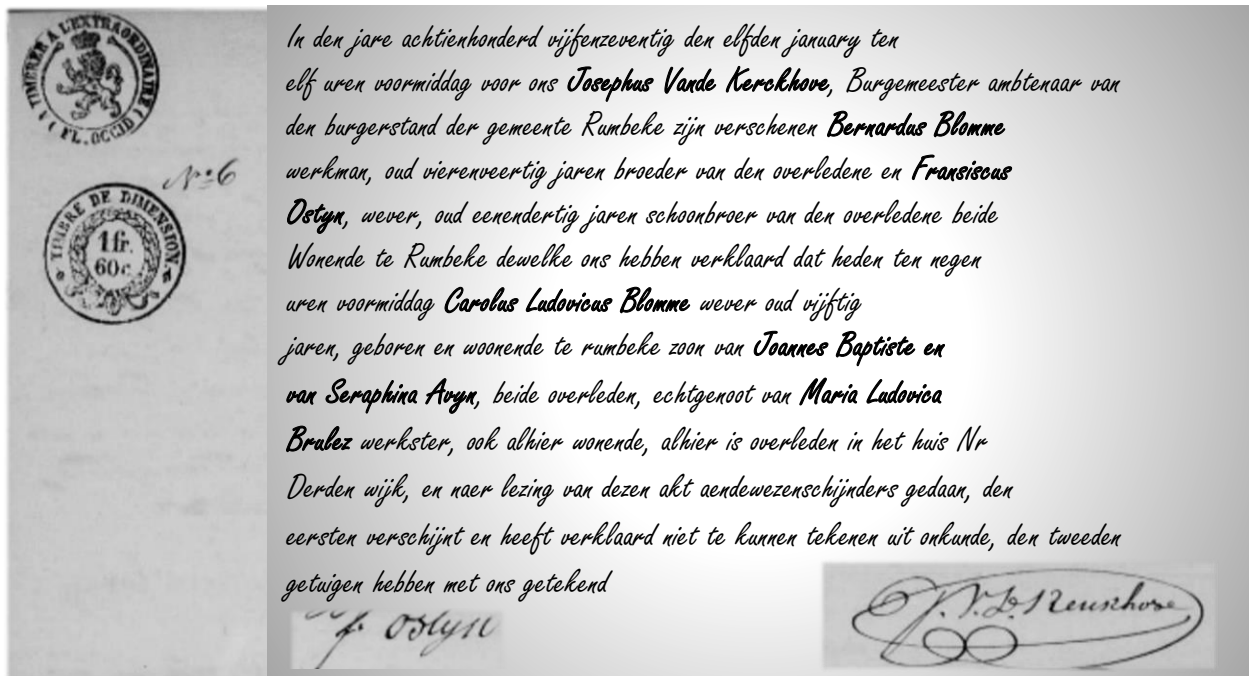 TIMBRER A L'EXTRAORDINAIRE
( FL. OCCID )
No 6
TIMBRE DE DIMENSION
1 fr.
60 c.
In den jare achtienhonderd vijfenzeventig den elfden january ten
elf uren voormiddag voor ons Josephus Vande Kerckhove, Burgemeester ambtenaar van
den burgerstand der gemeente Rumbeke zijn verschenen Bernardus Blomme
werkman, oud vierenveertig jaren broeder van den overledene en Fransiscus
Ostyn, wever, oud eenendertig jaren schoonbroer van den overledene beide
Wonende te Rumbeke dewelke ons hebben verklaard dat heden ten negen
uren voormiddag Carolus Ludovicus Blomme wever oud vijftig
jaren, geboren en woonende te rumbeke zoon van Joannes Baptiste en
van Seraphina Avyn, beide overleden, echtgenoot van Maria Ludovica
Brulez werkster, ook alhier wonende, alhier is overleden in het huis Nr
Derden wijk, en naer lezing van dezen akt aendewezenschijnders gedaan, den
eersten verschijnt en heeft verklaard niet te kunnen tekenen uit onkunde, den tweeden
getuigen hebben met ons getekend
f ostyn